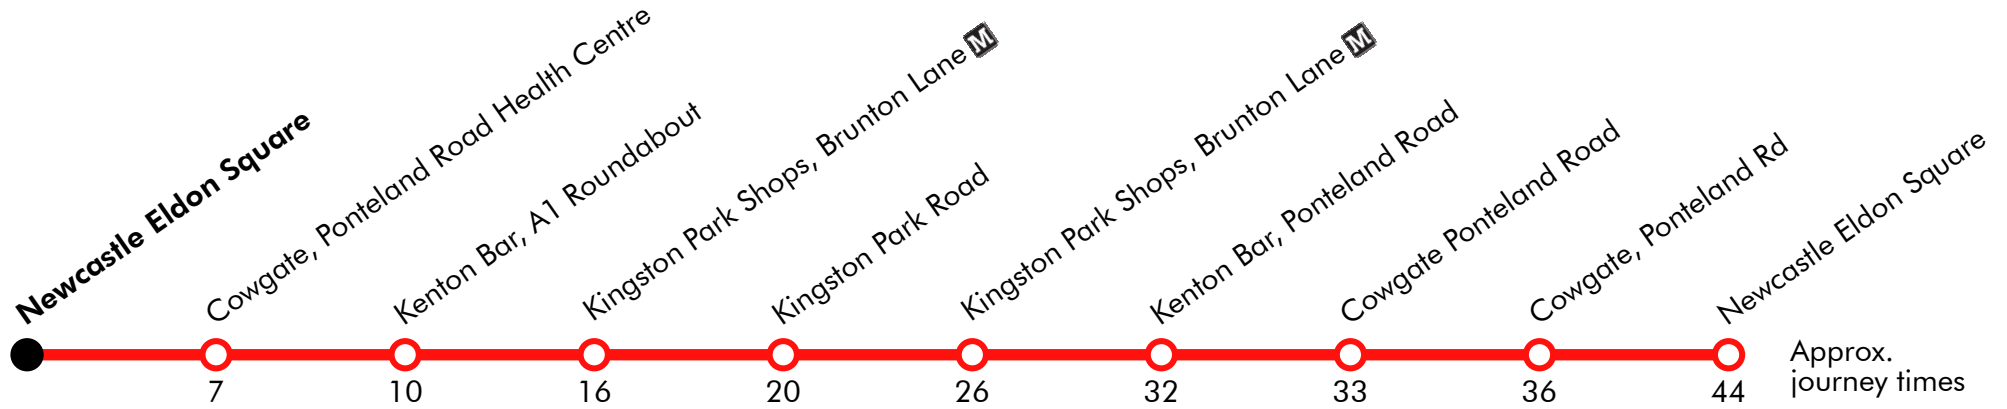 Newcastle Eldon Square
Cowgate, Ponteland Road Health Centre
Kenton Bar, A1 Roundabout
Kingston Park Shops, Brunton Lane M
Kingston Park Road
Kingston Park Shops, Brunton Lane M
Kenton Bar, Ponteland Road
Cowgate Ponteland Road
Cowgate, Ponteland Rd
Newcastle Eldon Square
7
10
16
20
26
32
33
36
44
Approx.
journey times